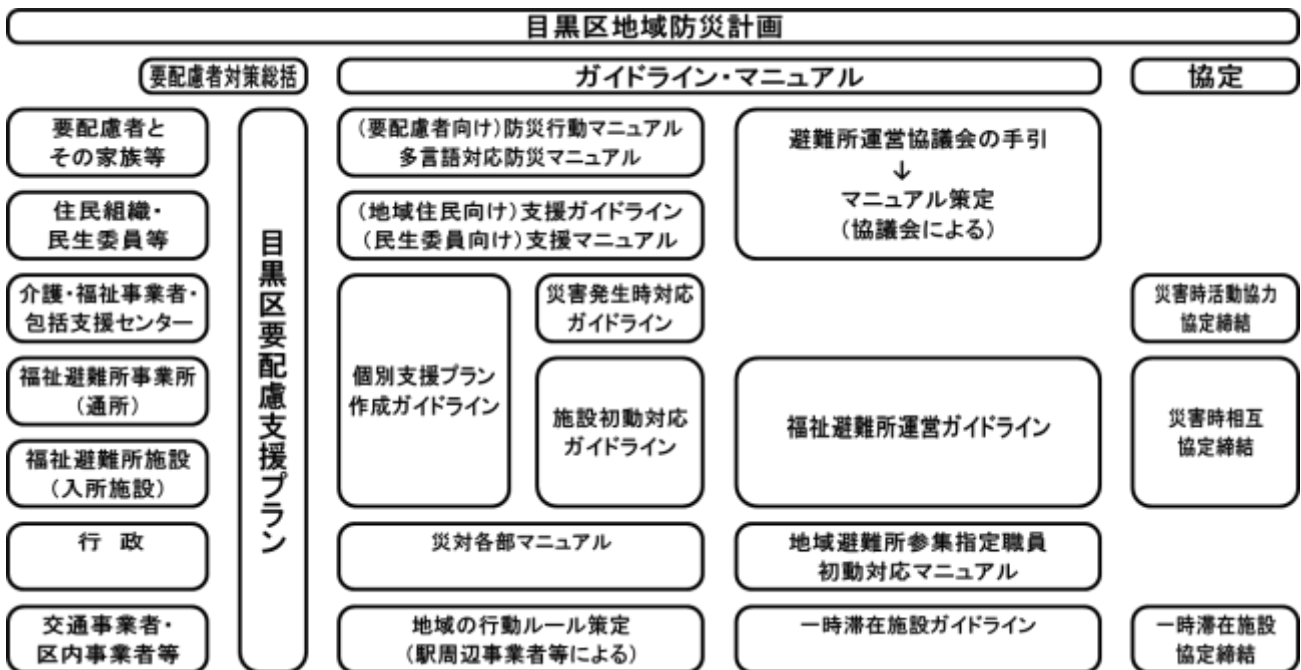 目黒区地域防災計画
要配慮者対策総括
ガイドライン・マニュアル
協定
要配慮者と
その家族等
住民組織・
民生委員等
介護・福祉事業者・
包括支援センター
福祉避難所事業所
（通所）
福祉避難所施設
（入所施設）
行 政
交通事業者・
区内事業者等
目黒区要配慮支援プラン
（要配慮者向け）防災行動マニュアル
多言語対応防災マニュアル
（地域住民向け）支援ガイドライン
（民生委員向け）支援マニュアル
個別支援プラン
作成ガイドライン
災害発生時対応
ガイドライン
施設初動対応
ガイドライン
災対各部マニュアル
地域の行動ルール策定
（駅周辺事業者等による）
避難所運営協議会の手引
↓
マニュアル策定
（協議会による）
福祉避難所運営ガイドライン
地域避難所参集指定職員
初動対応マニュアル
一時滞在施設ガイドライン
災害時活動協力
協定締結
災害時相互
協定締結
一時滞在施設
協定締結